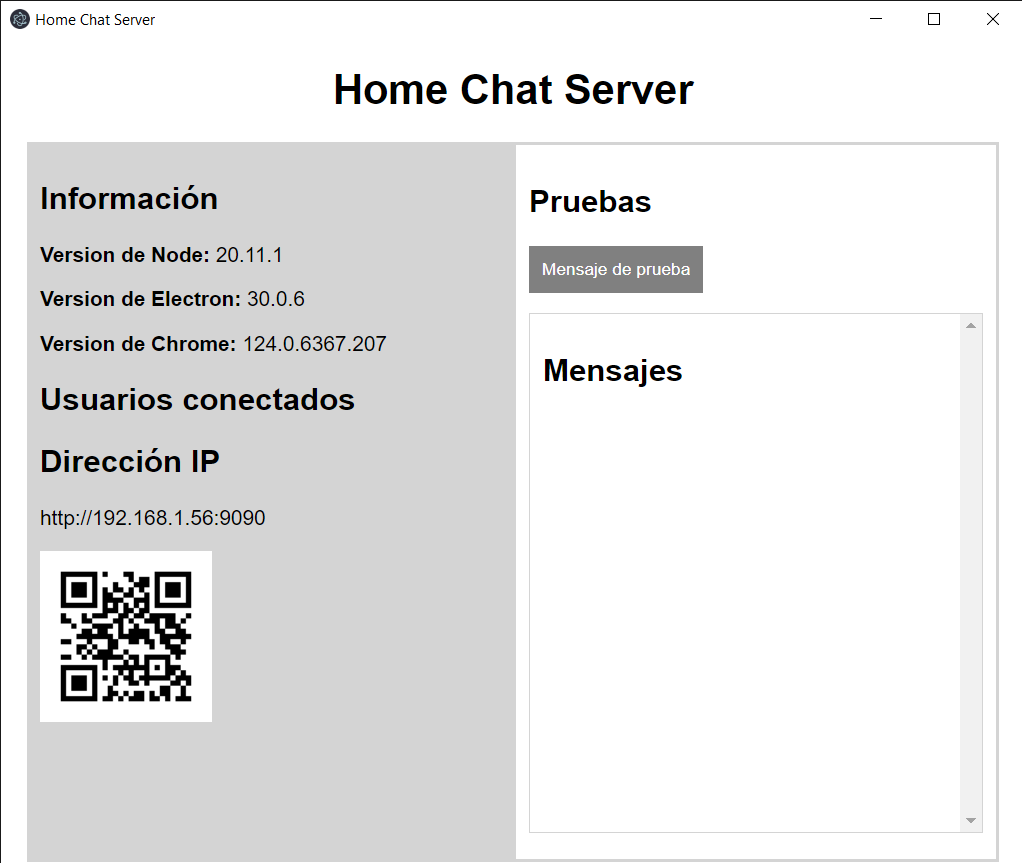 Home Chat Server
Home Chat Server
Información
Version de Node: 20.11.1
Version de Electron: 30.0.6
Version de Chrome: 124.0.6367.207
Usuarios conectados
Dirección IP
http://192.168.1.56:9090
Pruebas
Mensaje de prueba
Mensajes